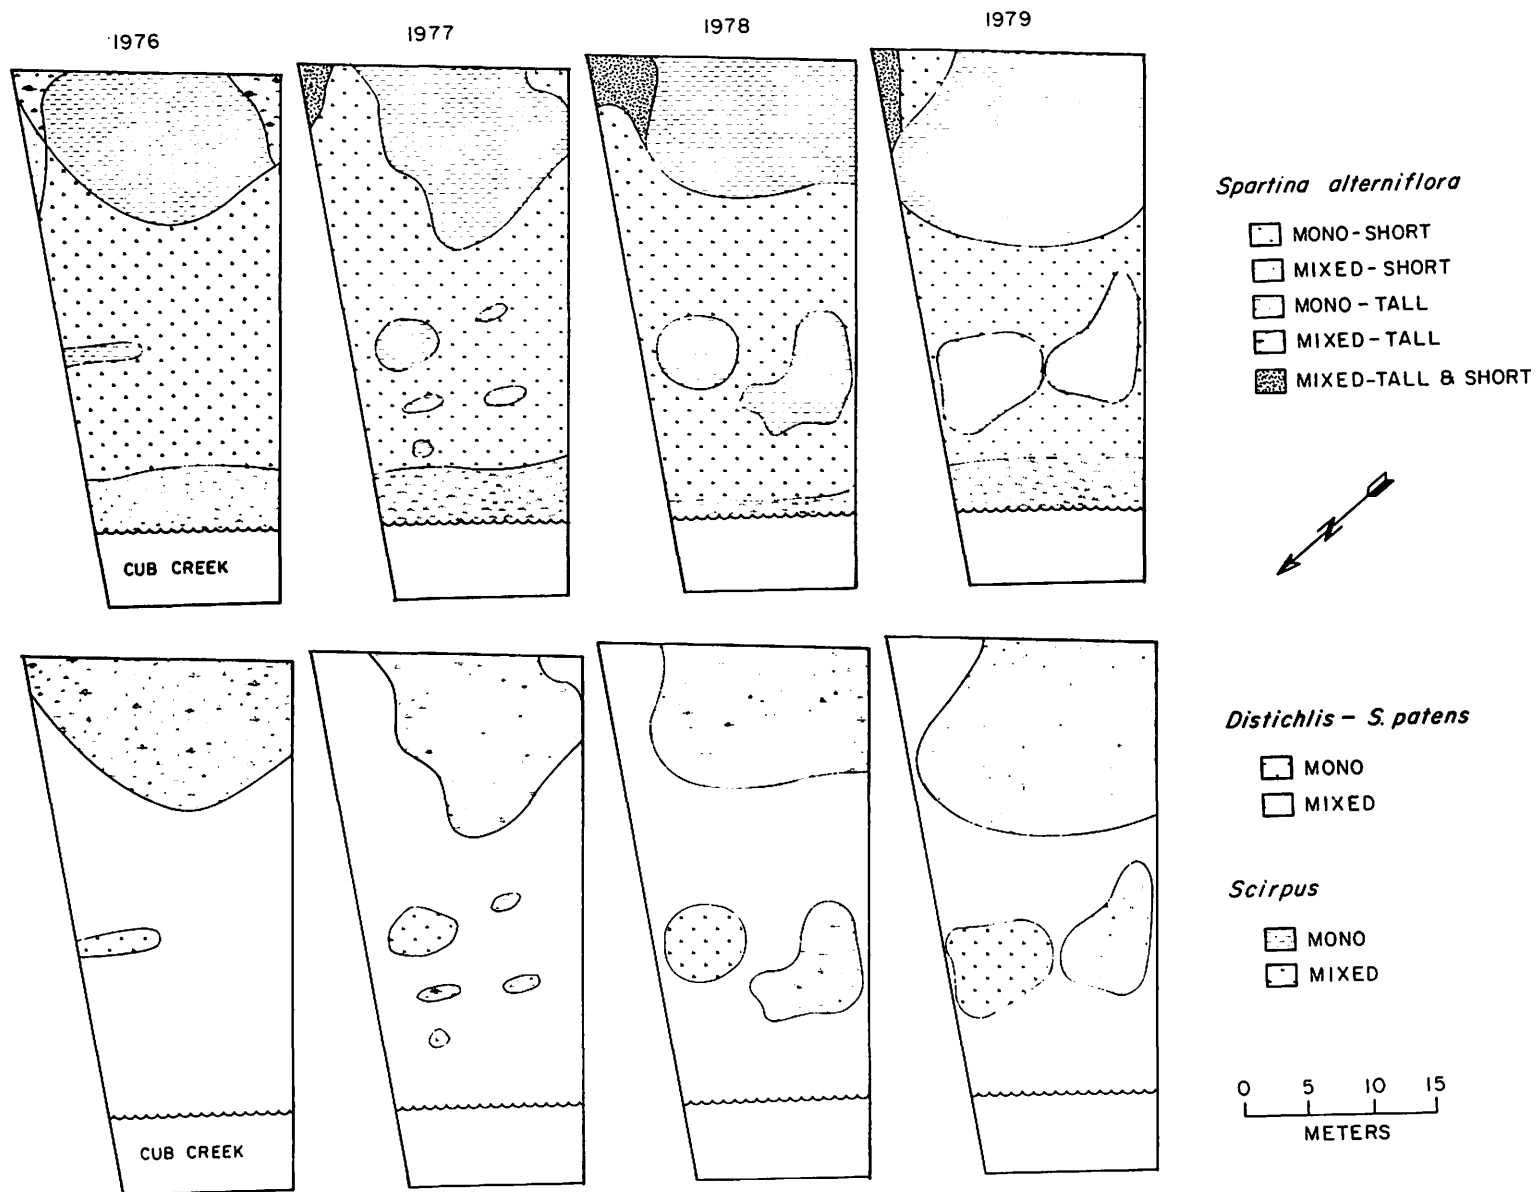 1976
1977
1978
1979
Spartina alterniflora
MONO-SHORT
MIXED-SHORT
MONO-TALL
MIXED-TALL
MIXED-TALL & SHORT
N
CUB CREEK
Distichlis - S. patens
MONO
MIXED
Scirpus
MONO
MIXED
0 5 10 15
METERS
CUB CREEK